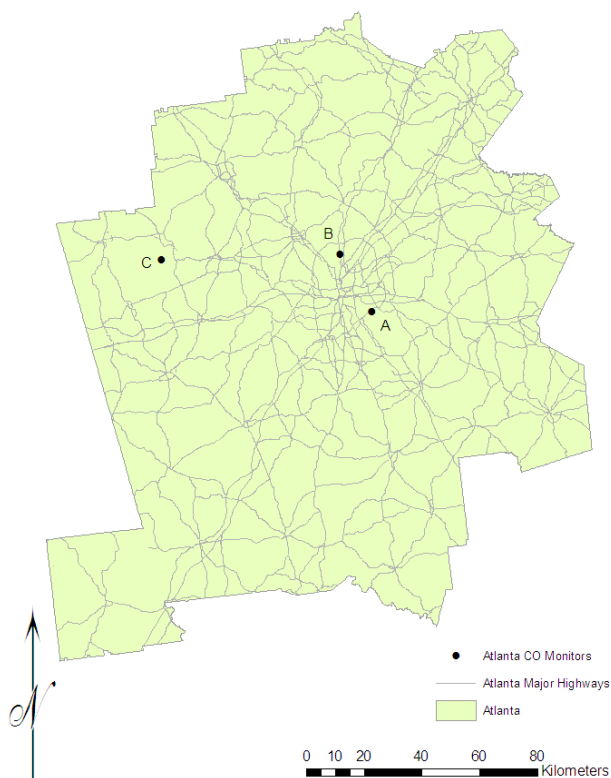 B
C
A
N
Atlanta CO Monitors
Atlanta Major Highways
Atlanta
0 10 20 40 60 80
Kilometers